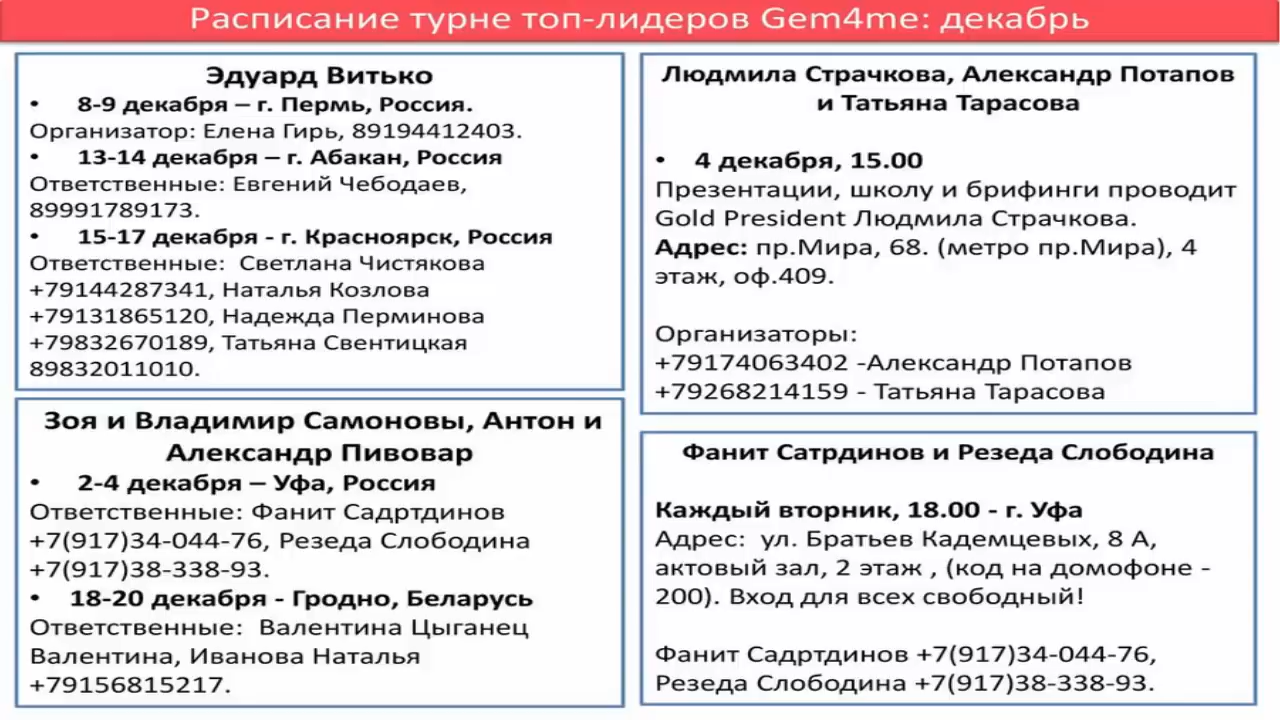 Расписание турне топ-лидеров Gem4me: декабрь
Эдуард Витько
• 8-9 декабря – г. Пермь, Россия.
Организатор: Елена Гирь, 89194412403.
• 13-14 декабря – г. Абакан, Россия
Ответственные: Евгений Чебодаев,
89991789173.
• 15-17 декабря - г. Красноярск, Россия
Ответственные: Светлана Чистякова
+79144287341, Наталья Козлова
+79131865120, Надежда Перминова
+79832670189, Татьяна Свентицкая
89832011010.
Зоя и Владимир Самоновы, Антон и
Александр Пивовар
• 2-4 декабря – Уфа, Россия
Ответственные: Фанит Садртдинов
+7(917)34-044-76, Резеда Слободина
+7(917)38-338-93.
• 18-20 декабря - Гродно, Беларусь
Ответственные: Валентина Цыганец
Валентина, Иванова Наталья
+79156815217.
Людмила Страчкова, Александр Потапов
и Татьяна Тарасова
• 4 декабря, 15.00
Презентации, школу и брифинги проводит
Gold President Людмила Страчкова.
Адрес: пр.Мира, 68. (метро пр.Мира), 4
этаж, оф.409.
Организаторы:
+79174063402 -Александр Потапов
+79268214159 - Татьяна Тарасова
Фанит Сатрдинов и Резеда Слободина
Каждый вторник, 18.00 - г. Уфа
Адрес: ул. Братьев Кадемцевых, 8 А,
актовый зал, 2 этаж , (код на домофоне -
200). Вход для всех свободный!
Фанит Садртдинов +7(917)34-044-76,
Резеда Слободина +7(917)38-338-93.